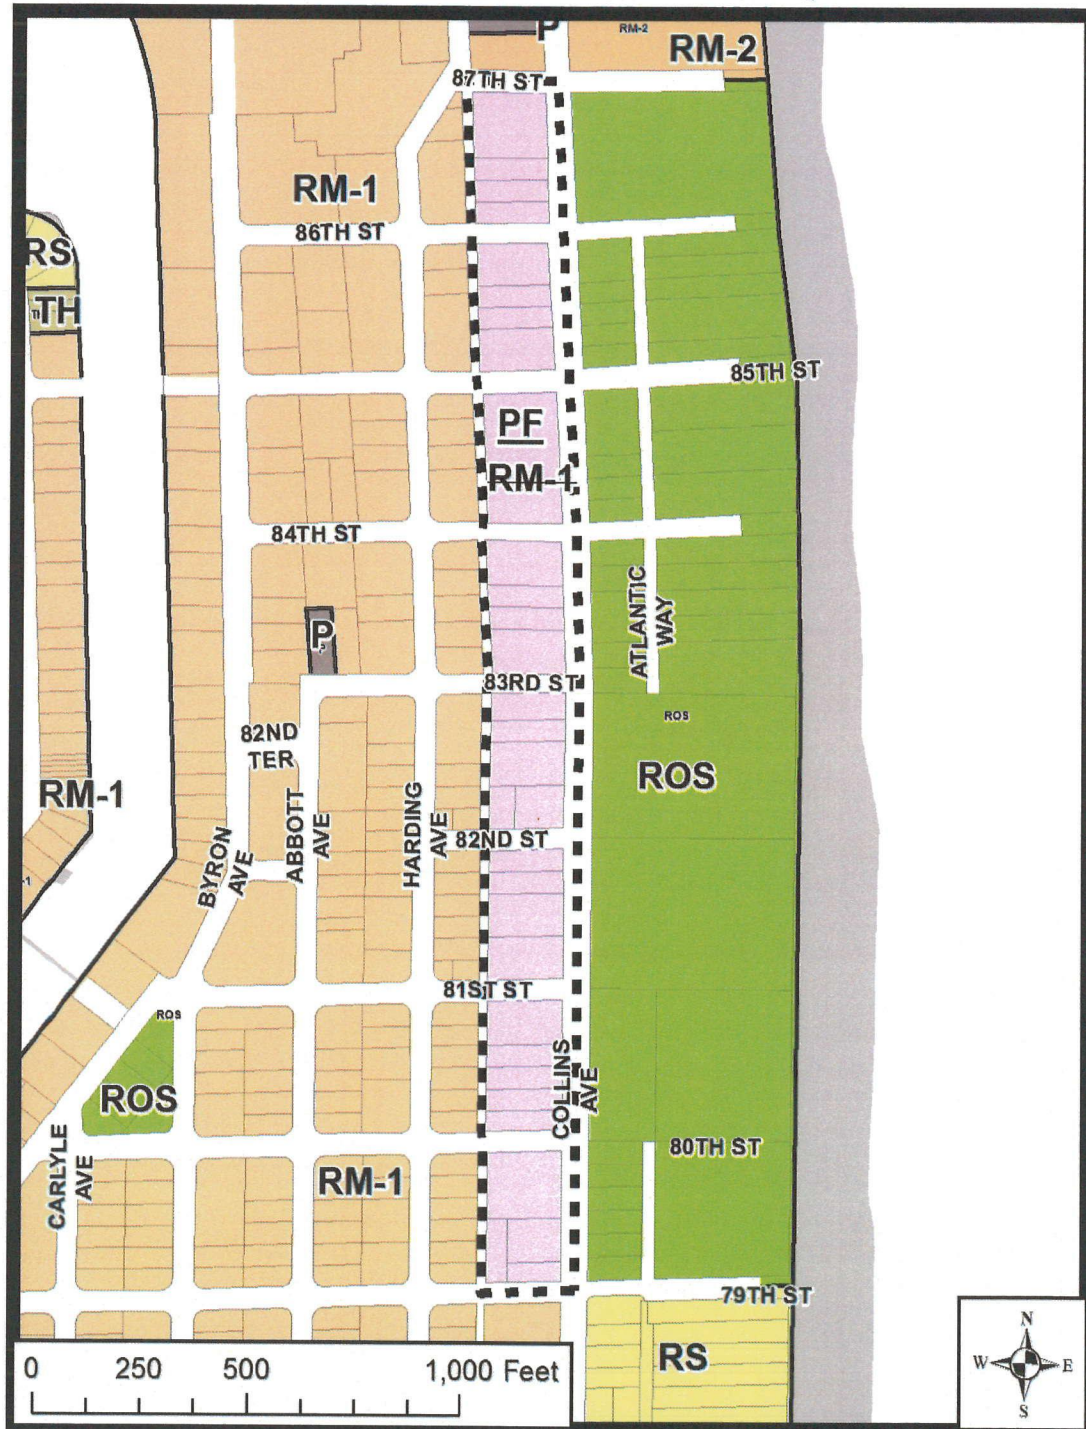 P
RM-2
RM-2
87TH ST
RM-1
86TH ST
RS
TH
85TH ST
PF
RM-1
84TH ST
ATLANTIC
WAY
P
83RD ST
ROS
82ND
TER
ROS
RM-1
ABBOTT
AVE
HARDING
AVE
BYRON
AVE
82ND ST
81ST ST
ROS
ROS
COLLINS
AVE
CARLYLE
AVE
80TH ST
RM-1
79TH ST
RS
0 250 500 1,000 Feet
N
W E
S